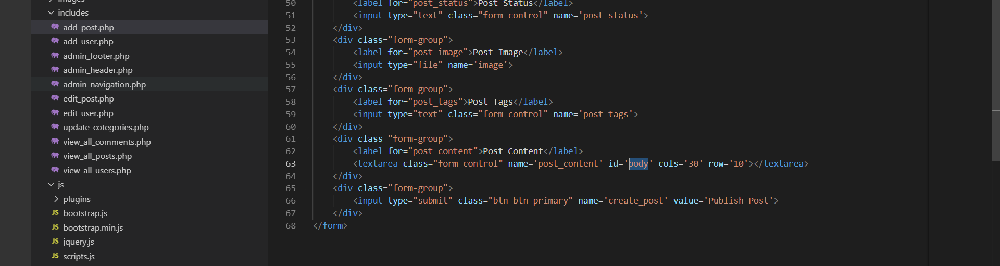 images
includes
add_post.php
add_user.php
admin_footer.php
admin_header.php
admin_navigation.php
edit_post.php
edit_user.php
update_cotegories.php
view_all_comments.php
view_all_posts.php
view_all_users.php
js
plugins
JS bootstrap.js
JS bootstrap.min.js
JS jquery.js
JS scripts.js
50 <label for="post_status">Post Status</label>
51 <input type="text" class="form-control" name='post_status'>
52 </div>
53 <div class="form-group">
54 <label for="post_image">Post Image</label>
55 <input type="file" name='image'>
56 </div>
57 <div class="form-group">
58 <label for="post_tags">Post Tags</label>
59 <input type="text" class="form-control" name='post_tags'>
60 </div>
61 <div class="form-group">
62 <label for="post_content">Post Content</label>
63 <textarea class="form-control" name='post_content' id='body' cols='30' row='10'></textarea>
64 </div>
65 <div class="form-group">
66 <input type="submit" class="btn btn-primary" name='create_post' value='Publish Post'>
67 </div>
68 </form>